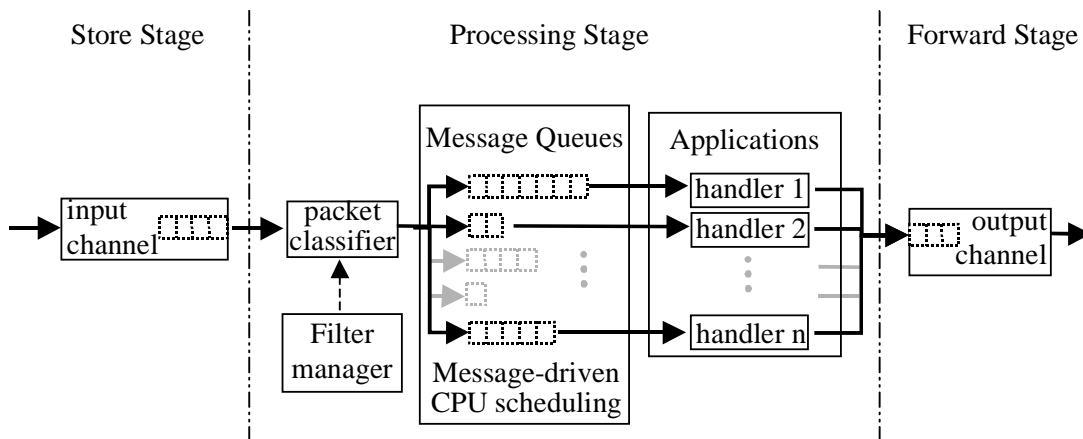 Store Stage
Processing Stage
Forward Stage
input
channel
packet
classifier
Filter
manager
Message Queues
Message-driven
CPU scheduling
Applications
handler 1
handler 2
handler n
output
channel